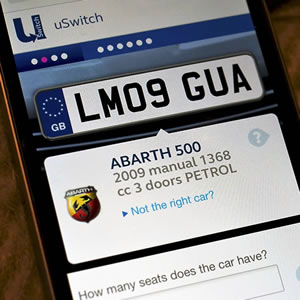 U
Switch
uSwitch
GB
LM09 GUA
ABARTH 500
2009 manual 1368
cc 3 doors PETROL
ABARTH
▸ Not the right car?
?
How many seats does the car have?